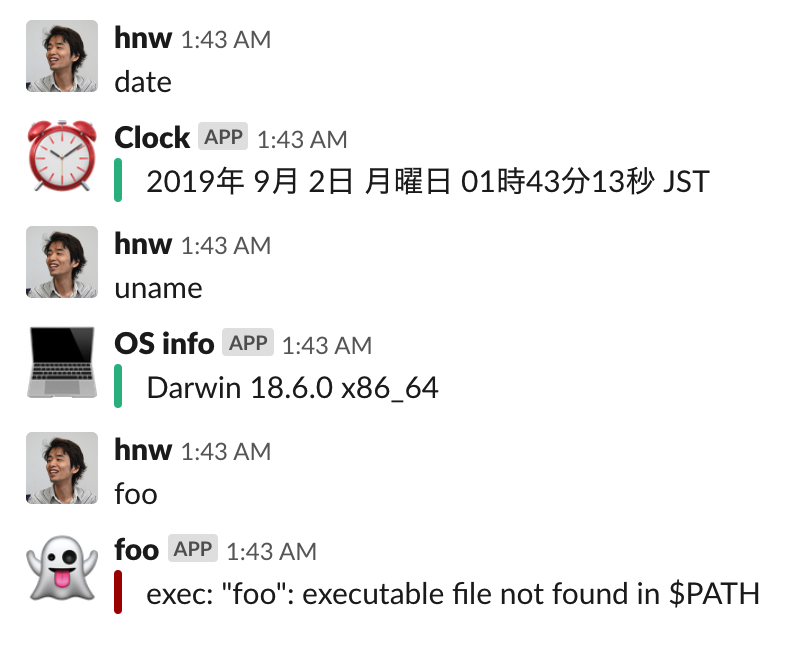 hnw 1:43 AM
date
Clock APP 1:43 AM
2019年 9月 2日 月曜日 01時43分13秒 JST
hnw 1:43 AM
uname
OS info APP 1:43 AM
Darwin 18.6.0 x86_64
hnw 1:43 AM
foo
foo APP 1:43 AM
exec: "foo": executable file not found in $PATH